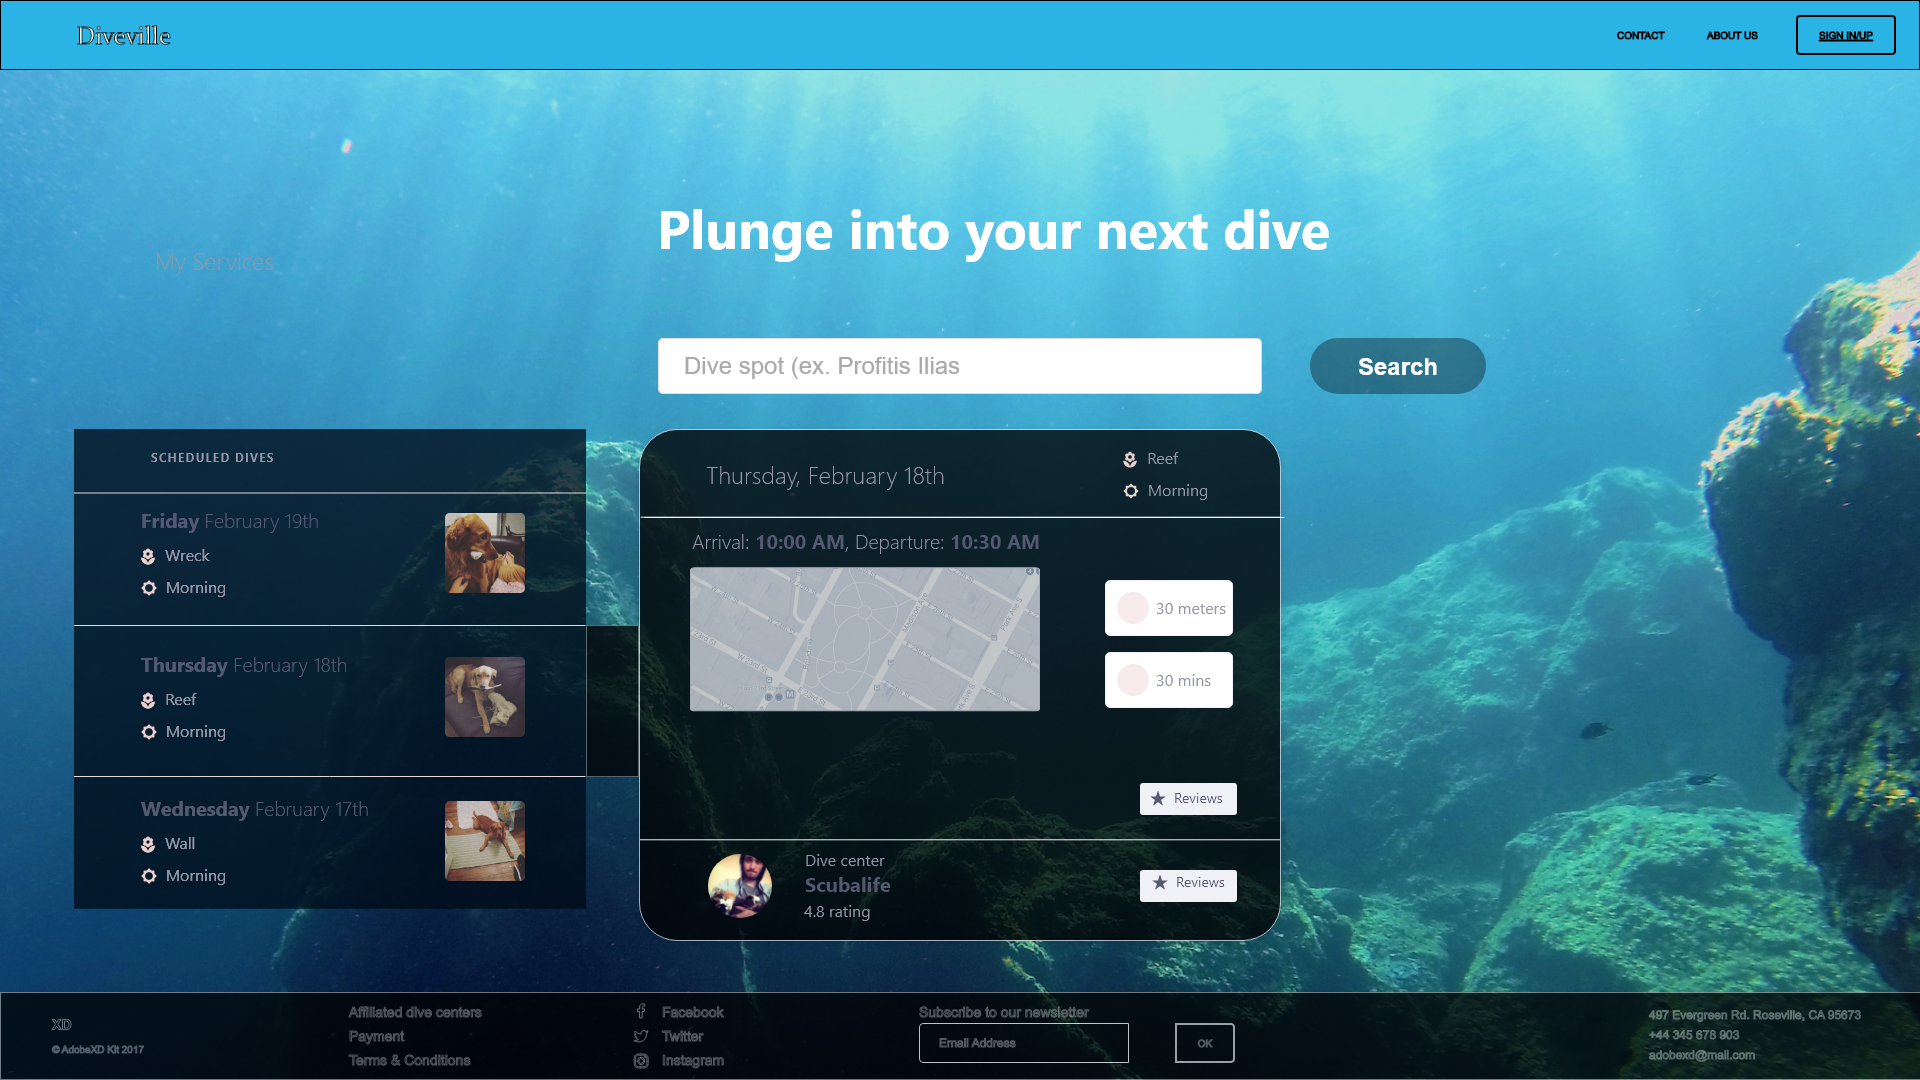 Diveville
CONTACT
ABOUT US
SIGN IN/UP
Plunge into your next dive
My Services
Dive spot (ex. Profitis Ilias
Search
SCHEDULED DIVES
Friday February 19th
Wreck
Morning
Thursday February 18th
Reef
Morning
Wednesday February 17th
Wall
Morning
Thursday, February 18th
Reef
Morning
Arrival: 10:00 AM, Departure: 10:30 AM
30 meters
30 mins
Reviews
Dive center
Scubalife
4.8 rating
Reviews
XD
© AdobeXD Kit 2017
Affiliated dive centers
Payment
Terms & Conditions
Facebook
Twitter
Instagram
Subscribe to our newsletter
Email Address
OK
497 Evergreen Rd. Roseville, CA 95673
+44 345 678 903
adobexd@mail.com